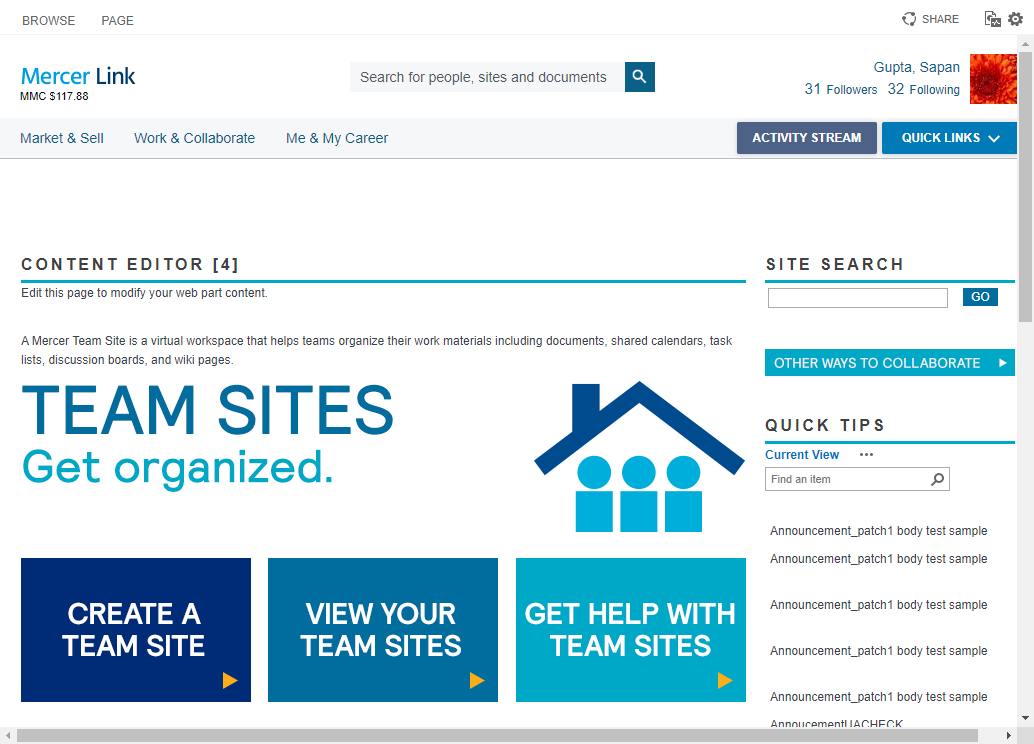 BROWSE PAGE SHARE
Mercer Link
MMC $117.88
Search for people, sites and documents
Gupta, Sapan
31 Followers 32 Following
Market & Sell Work & Collaborate Me & My Career
ACTIVITY STREAM QUICK LINKS
CONTENT EDITOR [4]
Edit this page to modify your web part content.
A Mercer Team Site is a virtual workspace that helps teams organize their work materials including documents, shared calendars, task
lists, discussion boards, and wiki pages.
TEAM SITES
Get organized.
CREATE A
TEAM SITE
VIEW YOUR
TEAM SITES
GET HELP WITH
TEAM SITES
SITE SEARCH
GO
OTHER WAYS TO COLLABORATE
QUICK TIPS
Current View ...
Find an item
Announcement_patch1 body test sample
Announcement_patch1 body test sample
Announcement_patch1 body test sample
Announcement_patch1 body test sample
Announcement_patch1 body test sample
AnnoucementUACHECK